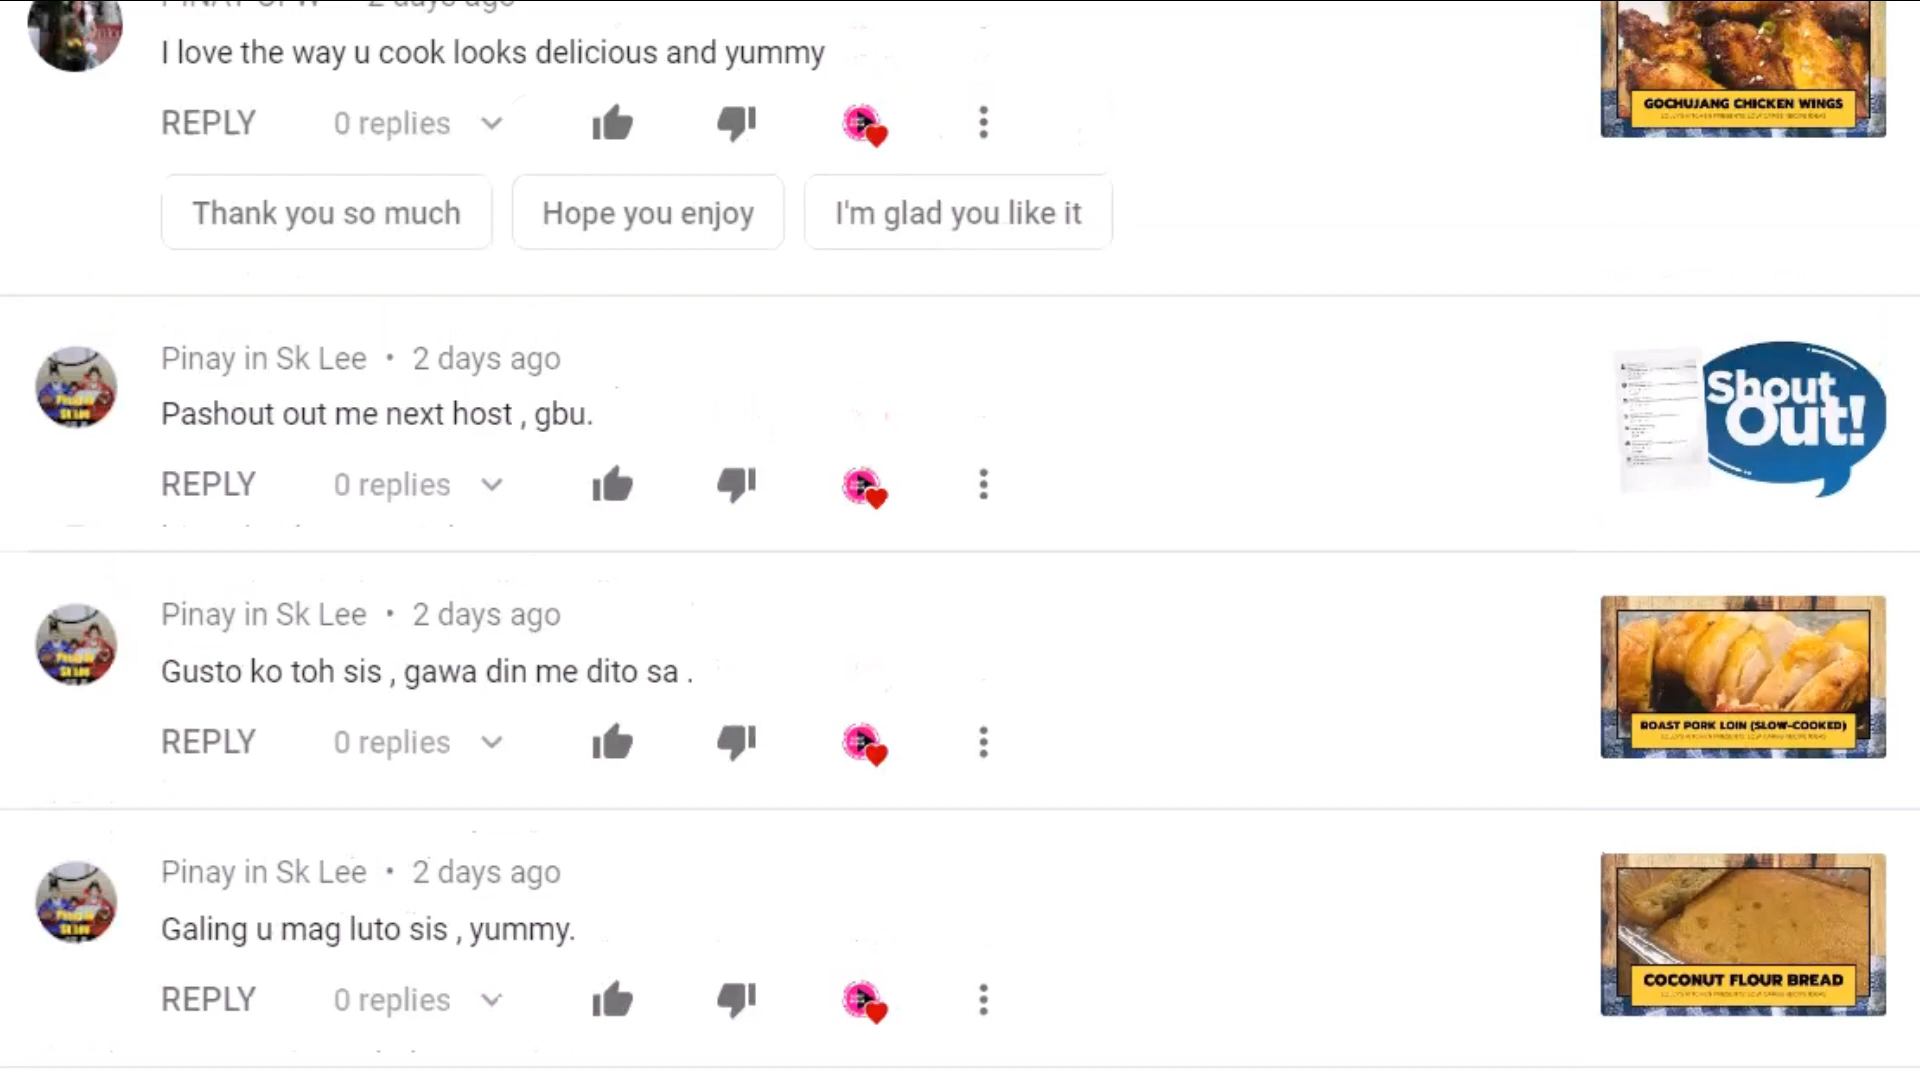 2 days ago
I love the way u cook looks delicious and yummy
GOCHUJANG CHICKEN WINGS
REPLY 0 replies
Thank you so much Hope you enjoy I'm glad you like it
Pinay in Sk Lee • 2 days ago
Pashout out me next host , gbu.
Shout
Out!
REPLY 0 replies
Pinay in Sk Lee • 2 days ago
Gusto ko toh sis , gawa din me dito sa .
ROAST PORK LOIN (SLOW-COOKED)
REPLY 0 replies
Pinay in Sk Lee • 2 days ago
Galing u mag luto sis , yummy.
COCONUT FLOUR BREAD
REPLY 0 replies